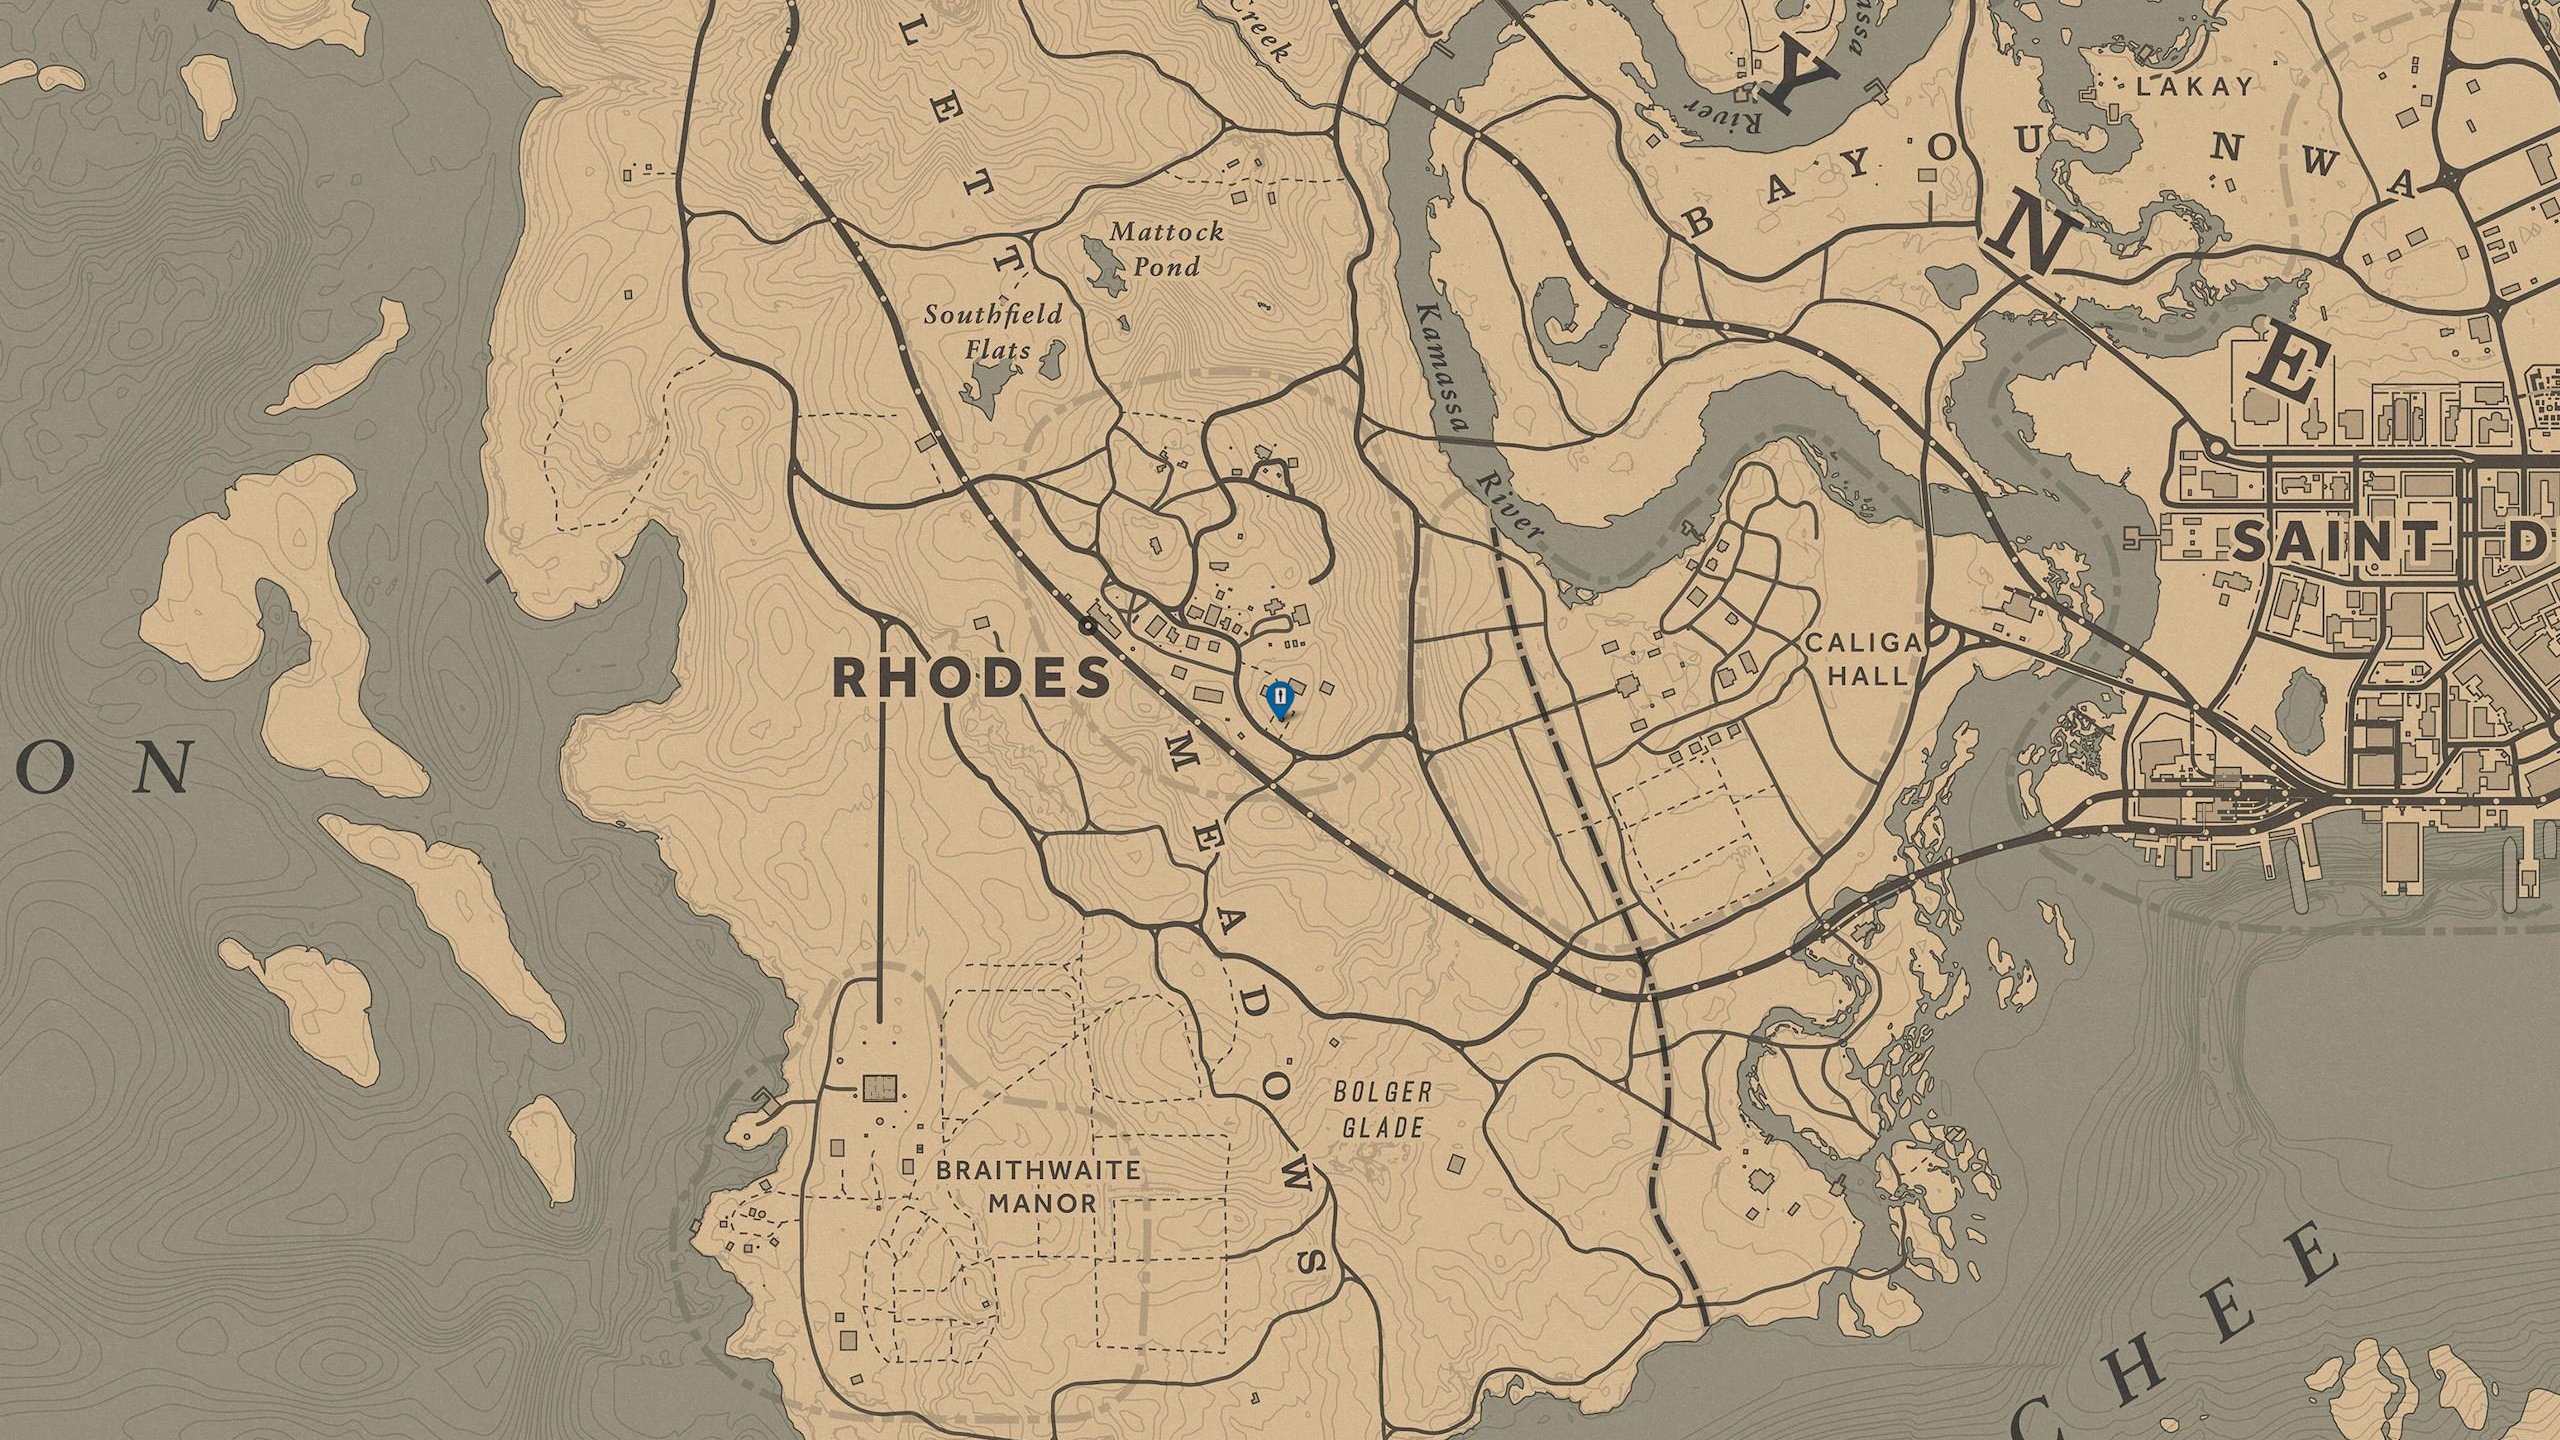 Creek
L E T T
Mattock
Pond
Southfield
Flats
River
Y
LAKAY
BAYOU NWA
N
E
Kamassa
River
SAINT D
CALIGA
HALL
RHODES
O N
MEADOWS
BOLGER
GLADE
BRAITHWAITE
MANOR
CHEE